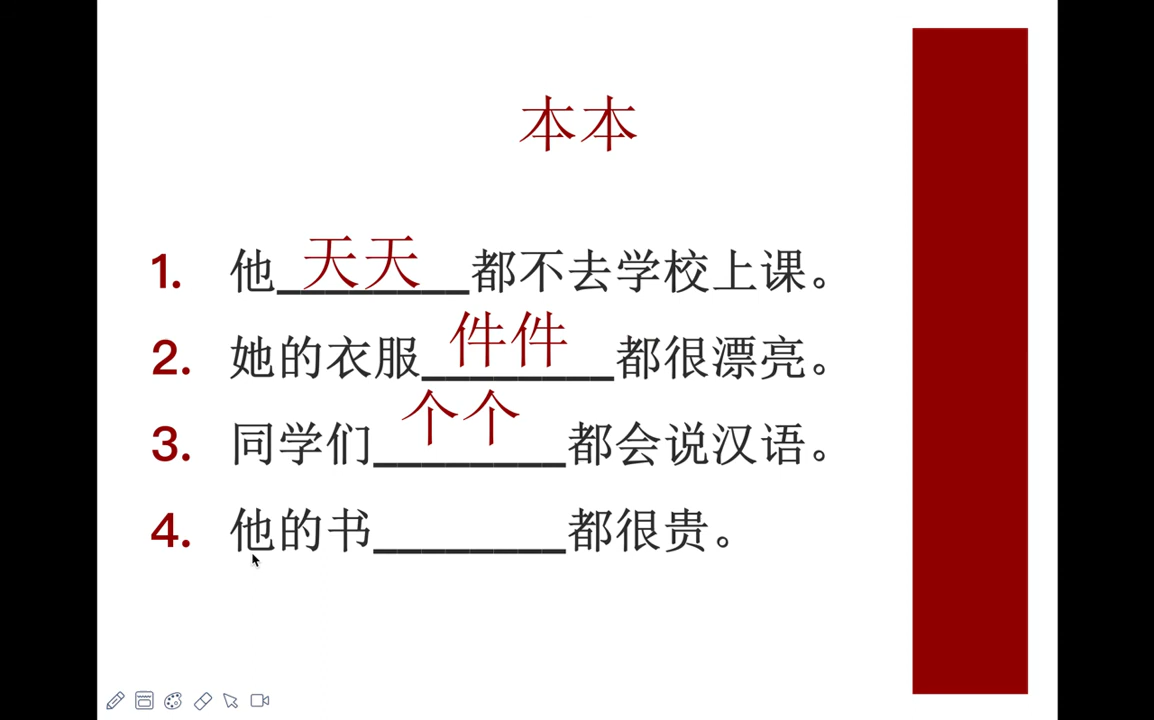 本本
1. 他天天都不去学校上课。
2. 她的衣服件件都很漂亮。
3. 同学们个个都会说汉语。
4. 他的书________都很贵。